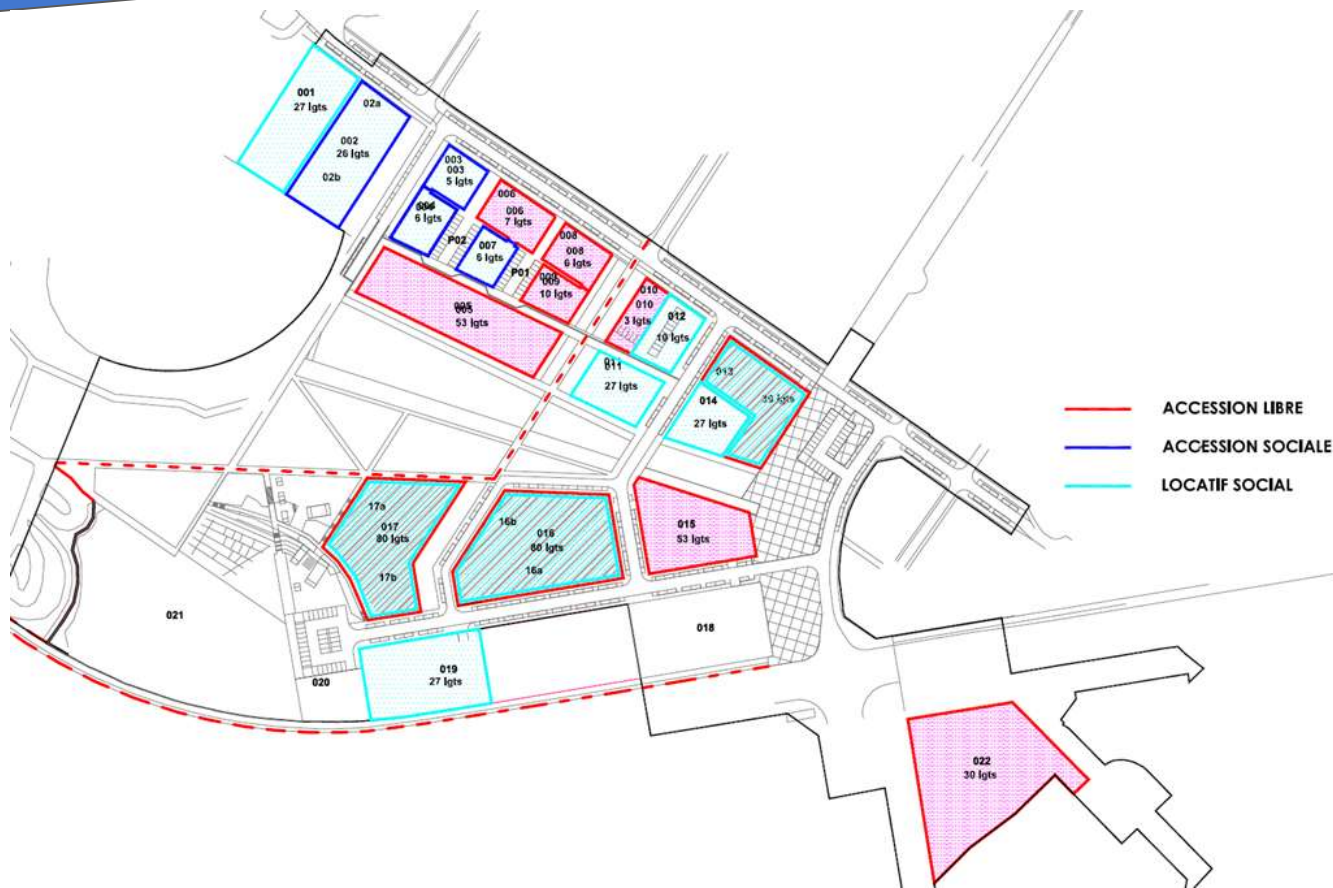 001
27 lgts
02a
002
26 lgts
02b
003
003
5 lgts
004
6 lgts
P02
006
006
7 lgts
007
6 lgts
P01
008
008
6 lgts
009
009
10 lgts
005
53 lgts
010
010
3 lgts
012
10 lgts
011
011
27 lgts
013
014
27 lgts
ACCESSION LIBRE
ACCESSION SOCIALE
LOCATIF SOCIAL
17a
017
80 lgts
17b
16b
016
80 lgts
16a
015
53 lgts
021
020
019
27 lgts
018
022
30 lgts